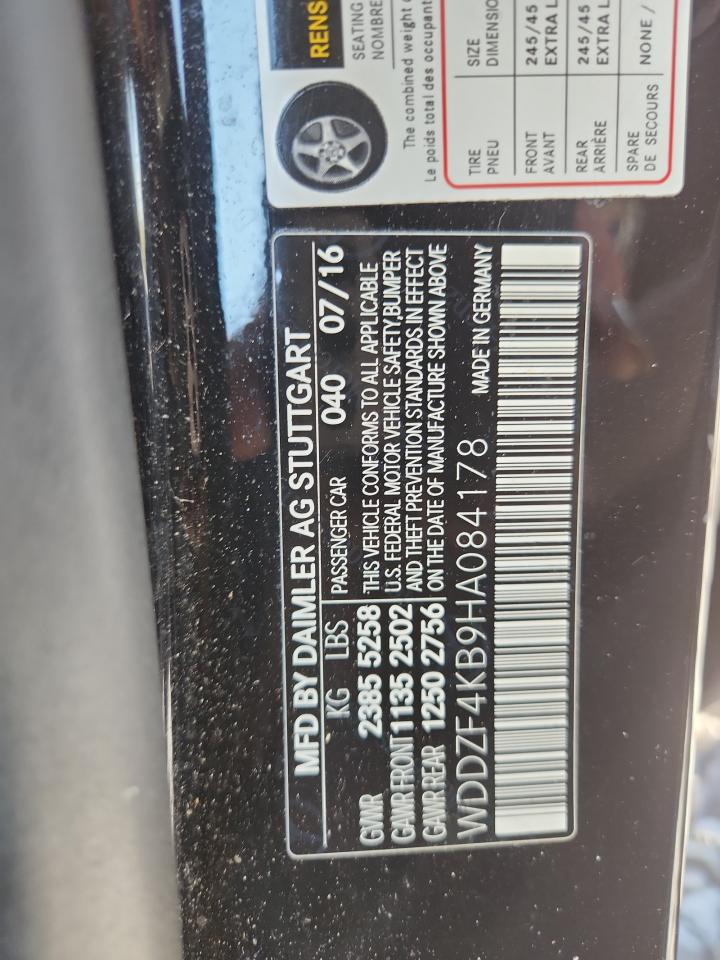 MFD BY DAIMLER AG STUTTGART
KG LBS PASSENGER CAR 040 07/16
GVWR 2385 5258 THIS VEHICLE CONFORMS TO ALL APPLICABLE
U.S. FEDERAL MOTOR VEHICLE SAFETY,BUMPER
GAWR FRONT 1135 2502 AND THEFT PREVENTION STANDARDS, IN EFFECT
GAWR REAR 1250 2756 ON THE DATE OF MANUFACTURE SHOWN ABOVE
WDDZF4KB9HA084178 MADE IN GERMANY
RENS
SEATING
NOMBRE
The combined weight
Le poids total des occupant
TIRE SIZE
PNEU DIMENSIO
FRONT 245/45
AVANT EXTRA L
REAR 245/45
ARRIÈRE EXTRA L
SPARE NONE /
DE SECOURS